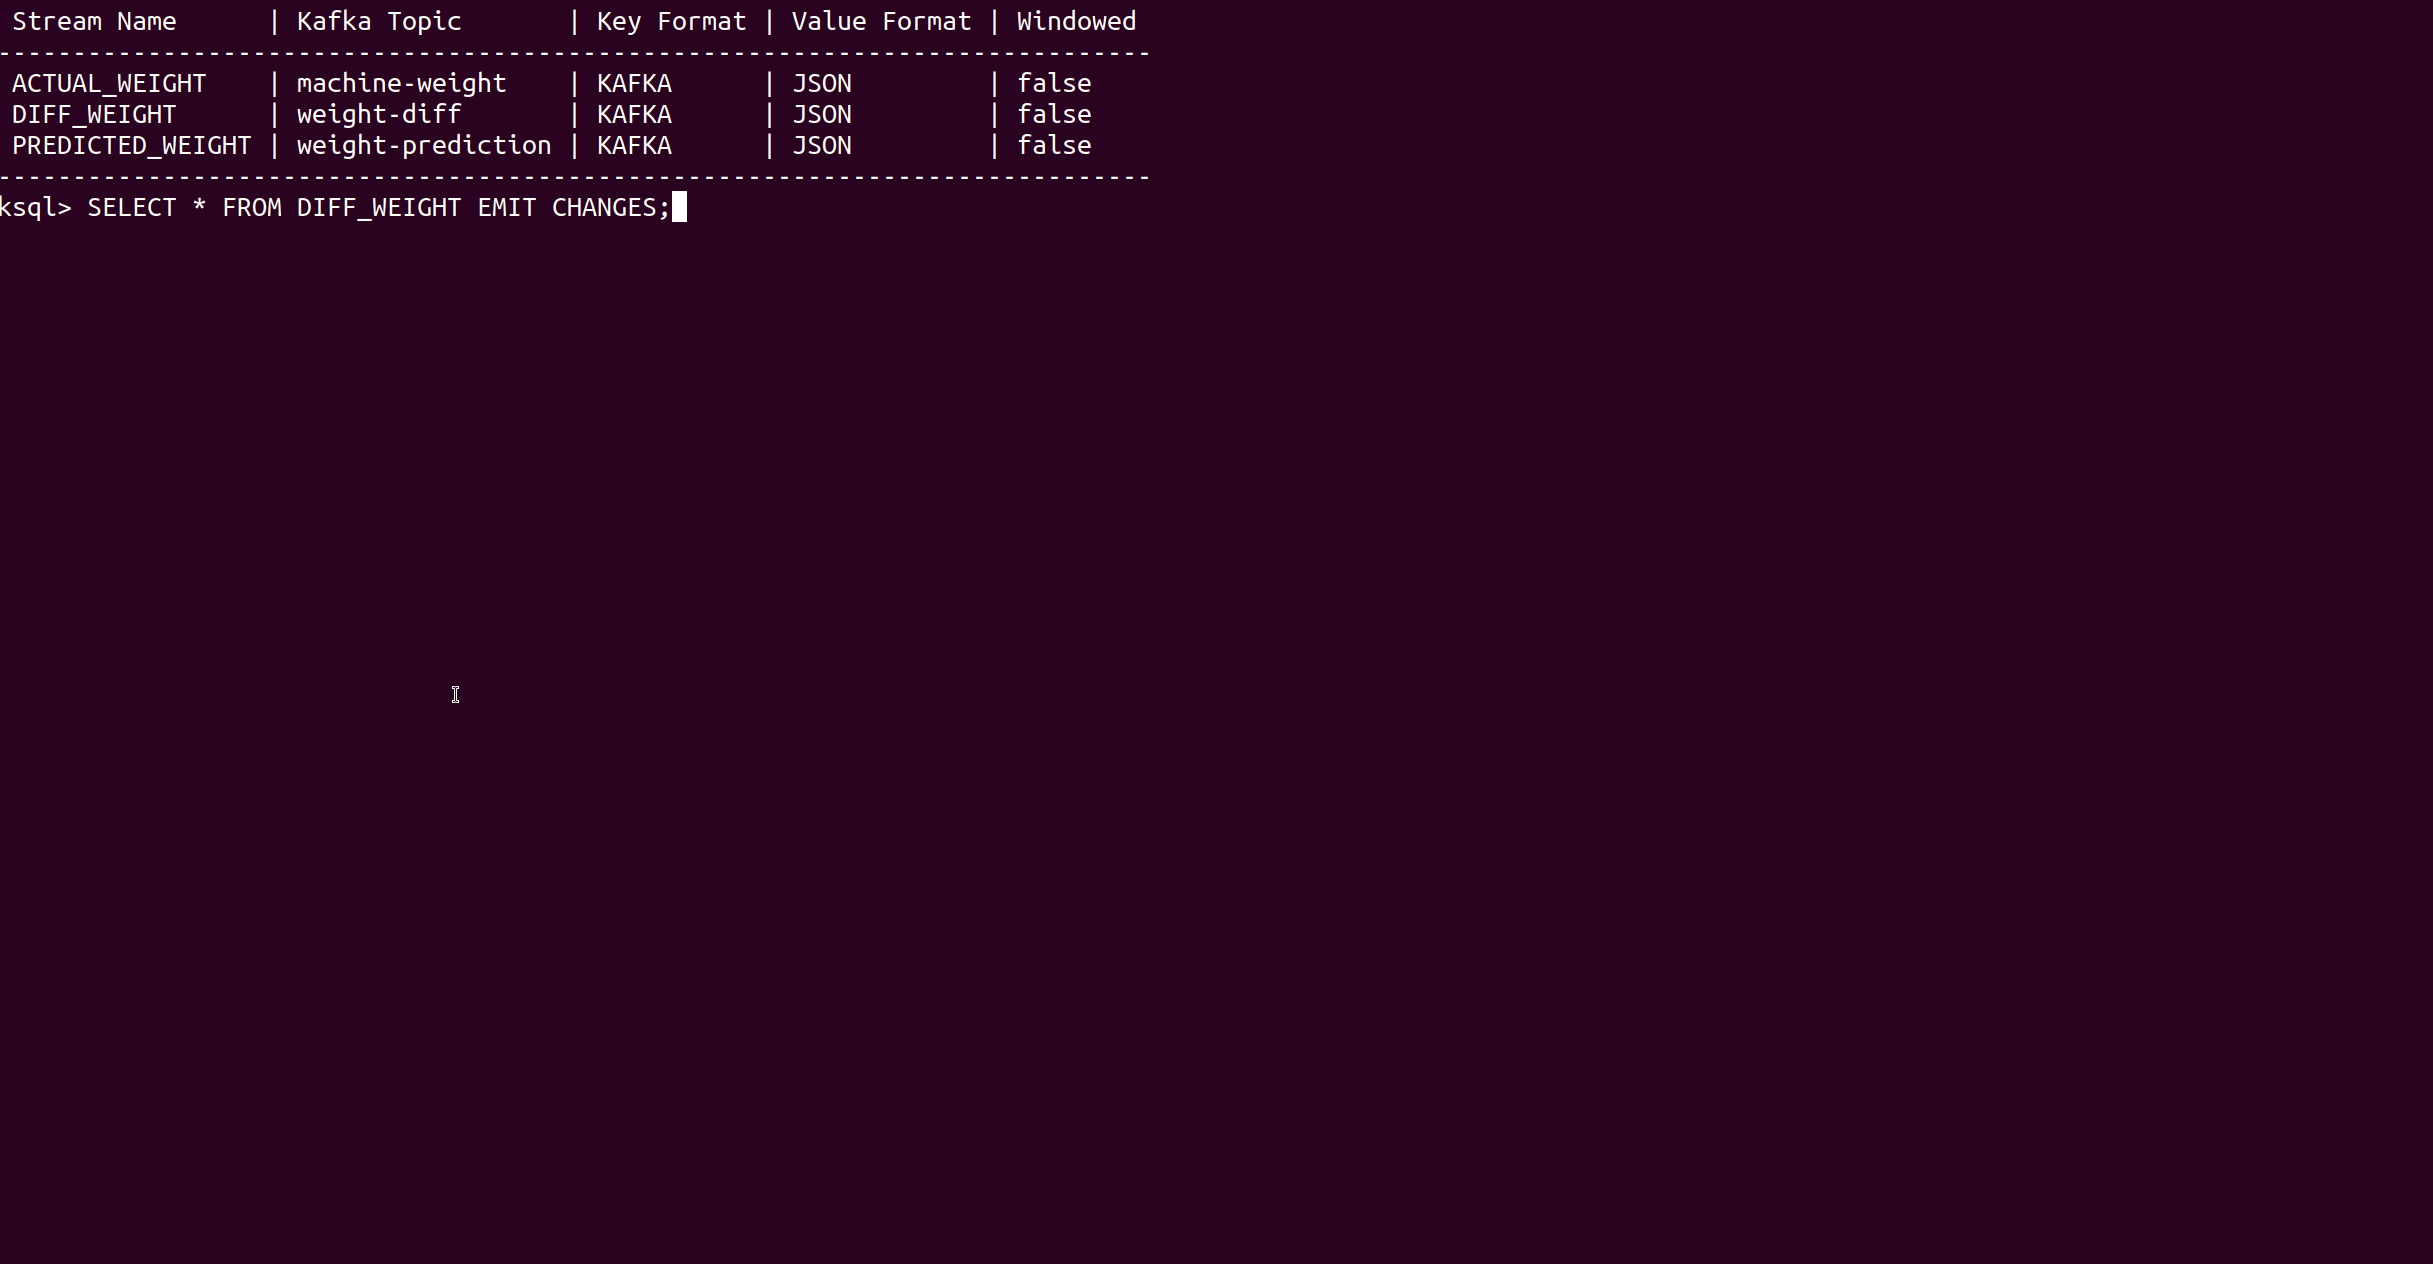 Stream Name | Kafka Topic | Key Format | Value Format | Windowed
-----------------------------------------------------------------------------
ACTUAL_WEIGHT | machine-weight | KAFKA | JSON | false
DIFF_WEIGHT | weight-diff | KAFKA | JSON | false
PREDICTED_WEIGHT | weight-prediction | KAFKA | JSON | false
-----------------------------------------------------------------------------
ksql> SELECT * FROM DIFF_WEIGHT EMIT CHANGES;